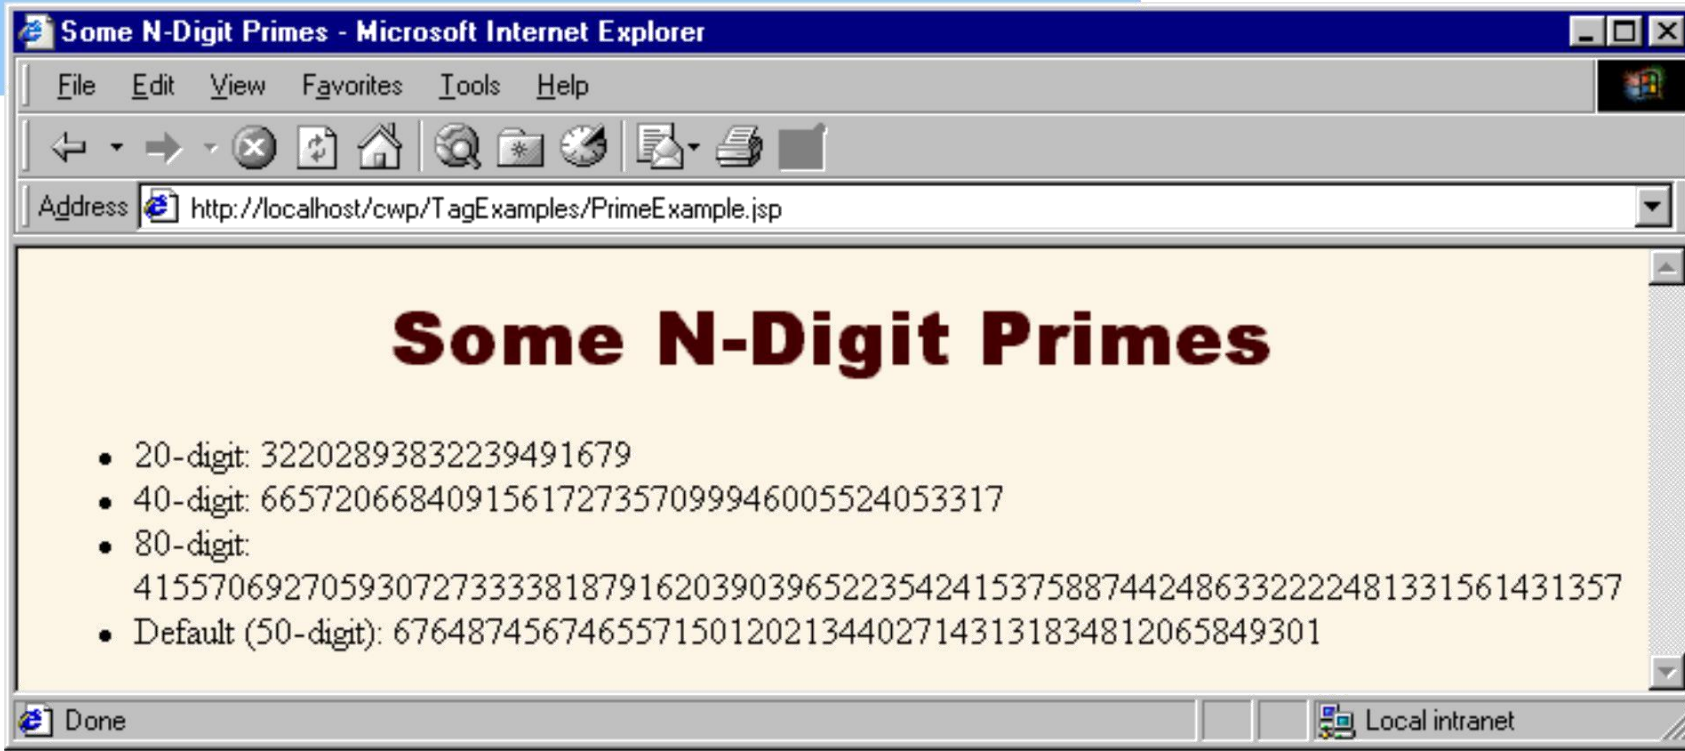 Some N-Digit Primes - Microsoft Internet Explorer
File Edit View Favorites Tools Help
Address http://localhost/cwp/TagExamples/PrimeExample.jsp
Some N-Digit Primes
• 20-digit: 32202893832239491679
• 40-digit: 6657206684091561727357099946005524053317
• 80-digit:
41557069270593072733338187916203903965223542415375887442486332222481331561431357
• Default (50-digit): 67648745674655715012021344027143131834812065849301
Done Local intranet